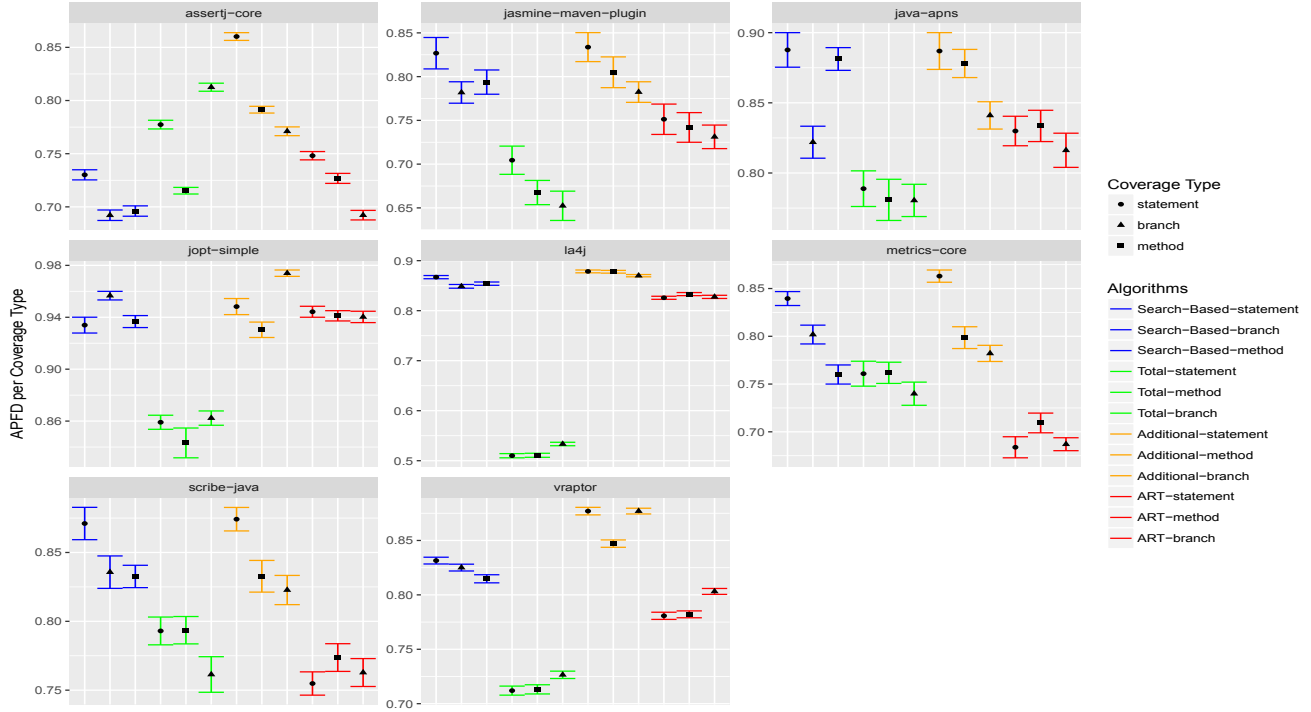 assertj−core
jasmine−maven−plugin
java−apns
0.85
0.80
0.75
0.70
0.85
0.80
0.75
0.70
0.65
0.90
0.85
0.80
jopt−simple
la4j
metrics−core
0.98
0.94
0.90
0.86
0.9
0.8
0.7
0.6
0.5
0.85
0.80
0.75
0.70
scribe−java
vraptor
0.85
0.80
0.75
0.85
0.80
0.75
0.70
APFD per Coverage Type
Coverage Type
statement
branch
method
Algorithms
Search−Based−statement
Search−Based−branch
Search−Based−method
Total−statement
Total−method
Total−branch
Additional−statement
Additional−method
Additional−branch
ART−statement
ART−method
ART−branch